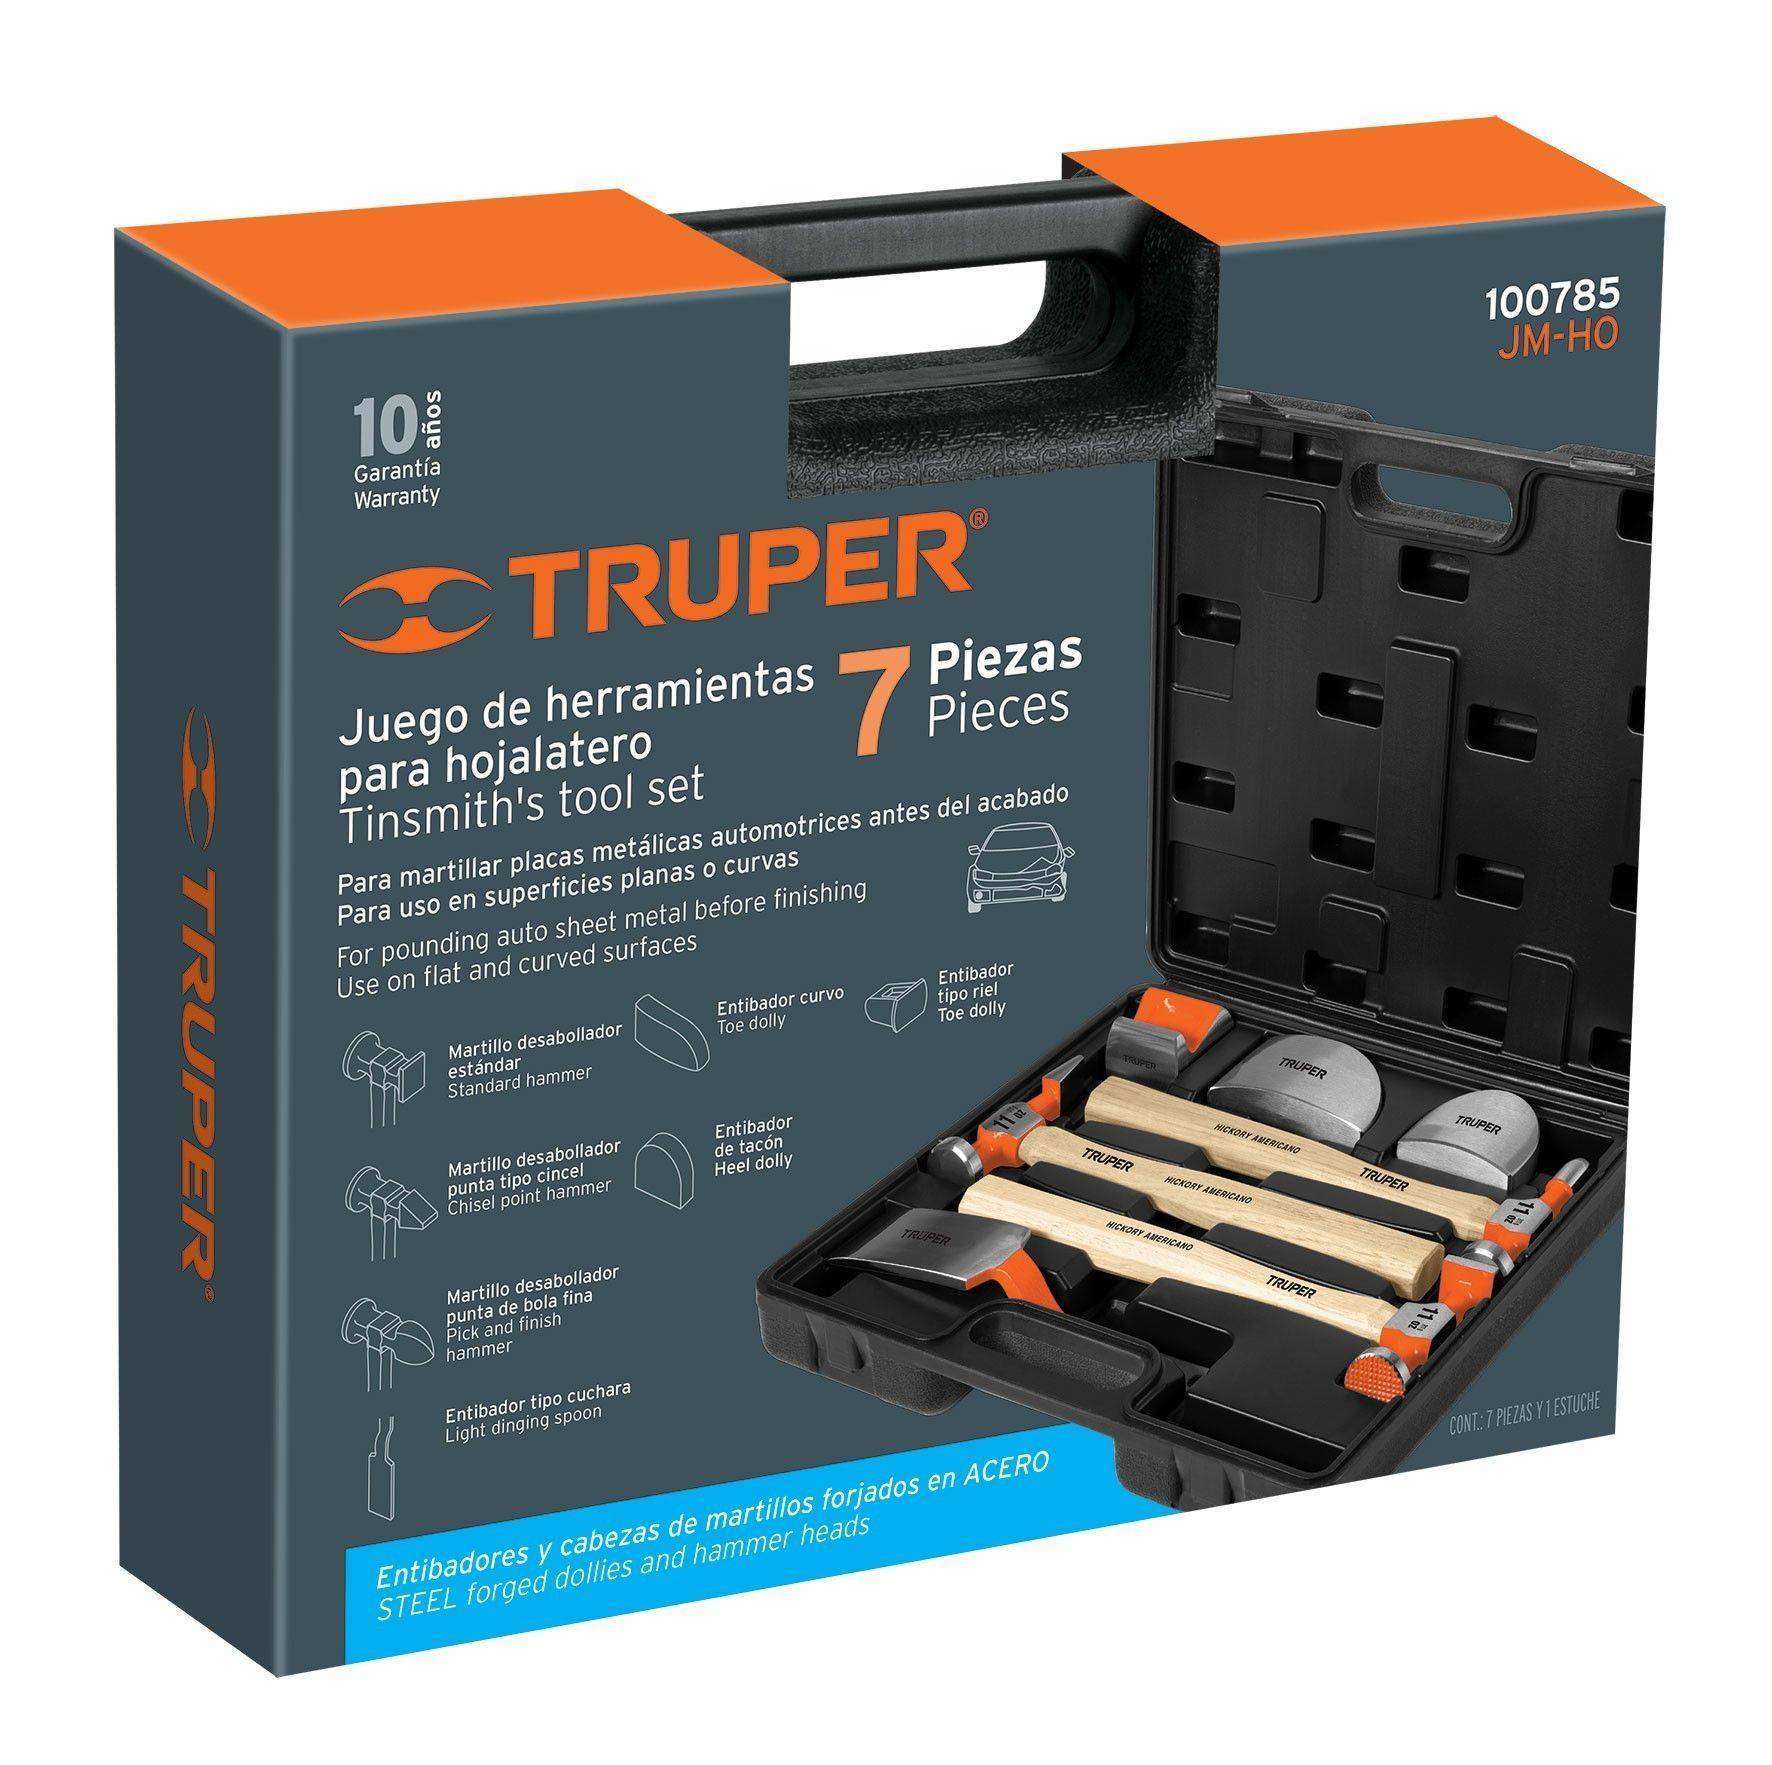 100785
JM-HO
10 años
Garantía
Warranty
TRUPER®
Juego de herramientas
para hojalatero
Tinsmith's tool set
7 Piezas
Pieces
Para martillar placas metálicas automotrices antes del acabado
Para uso en superficies planas o curvas
For pounding auto sheet metal before finishing
Use on flat and curved surfaces
Martillo desabollador
estándar
Standard hammer
Entibador curvo
Toe dolly
Entibador
tipo riel
Toe dolly
Martillo desabollador
punta tipo cincel
Chisel point hammer
Entibador
de tacón
Heel dolly
Martillo desabollador
punta de bola fina
Pick and finish
hammer
Entibador tipo cuchara
Light dinging spoon
Entibadores y cabezas de martillos forjados en ACERO
STEEL forged dollies and hammer heads
TRUPER®
TRUPER
TRUPER
TRUPER
11 OZ
HICKORY AMERICANO
TRUPER
TRUPER
HICKORY AMERICANO
11
HICKORY AMERICANO
TRUPER
11
TRUPER
CONT.: 7 PIEZAS Y 1 ESTUCHE